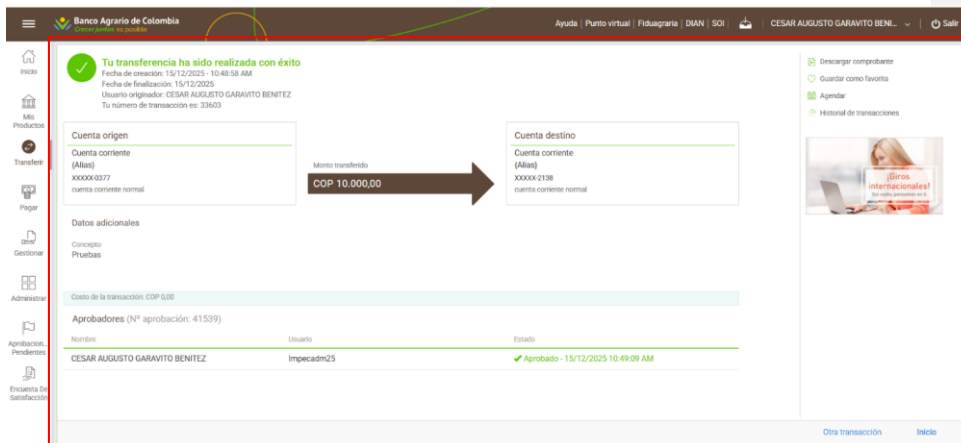 Banco Agrario de Colombia
Crecer juntos es posible
Ayuda | Punto virtual | Fiduagraria | DIAN | SOI
CESAR AUGUSTO GARAVITO BENI...
Salir
Inicio
Mis
Productos
Transferir
Pagar
Gestionar
Administrar
Aprobacion...
Pendientes
Encuesta De
Satisfacción
Tu transferencia ha sido realizada con éxito
Fecha de creación: 15/12/2025 - 10:48:58 AM
Fecha de finalización: 15/12/2025
Usuario originador: CESAR AUGUSTO GARAVITO BENITEZ
Tu número de transacción es: 33603
Cuenta origen
Cuenta corriente
(Alias)
XXXXX-0377
cuenta corriente normal
Monto transferido
COP 10.000,00
Cuenta destino
Cuenta corriente
(Alias)
XXXXX-2138
cuenta corriente normal
Datos adicionales
Concepto
Pruebas
Costo de la transacción: COP 0,00
Aprobadores (Nº aprobación: 41539)
Nombre Usuario Estado
CESAR AUGUSTO GARAVITO BENITEZ Impecadm25 Aprobado - 15/12/2025 10:49:09 AM
Descargar comprobante
Guardar como favorita
Agendar
Historial de transacciones
¡Giros
internacionales!
Otra transacción Inicio